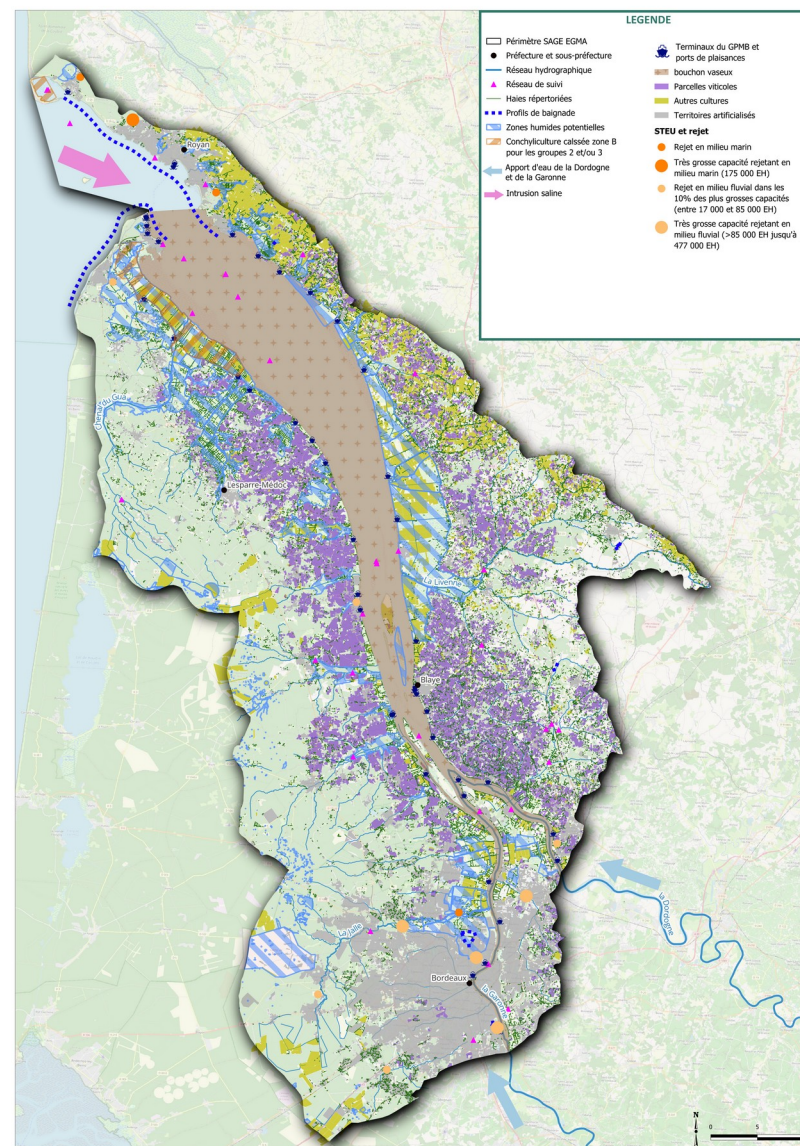 LEGENDE
Périmètre SAGE EGMA
Préfecture et sous-préfecture
Réseau hydrographique
Réseau de suivi
Haies répertoriées
Profils de baignade
Zones humides potentielles
Conchyliculture calssée zone B
pour les groupes 2 et/ou 3
Apport d'eau de la Dordogne
et de la Garonne
Intrusion saline
Terminaux du GPMB et
ports de plaisances
bouchon vaseux
Parcelles viticoles
Autres cultures
Territoires artificialisés
STEU et rejet
Rejet en milieu marin
Très grosse capacité rejetant en
milieu marin (175 000 EH)
Rejet en milieu fluvial dans les
10% des plus grosses capacités
(entre 17 000 et 85 000 EH)
Très grosse capacité rejetant en
milieu fluvial (>85 000 EH jusqu'à
477 000 EH)
Royan
Chenal du Gua
Lesparre-Médoc
La Livenne
Blaye
la Dordogne
La Jalle
Bordeaux
la Garonne
N
0 5